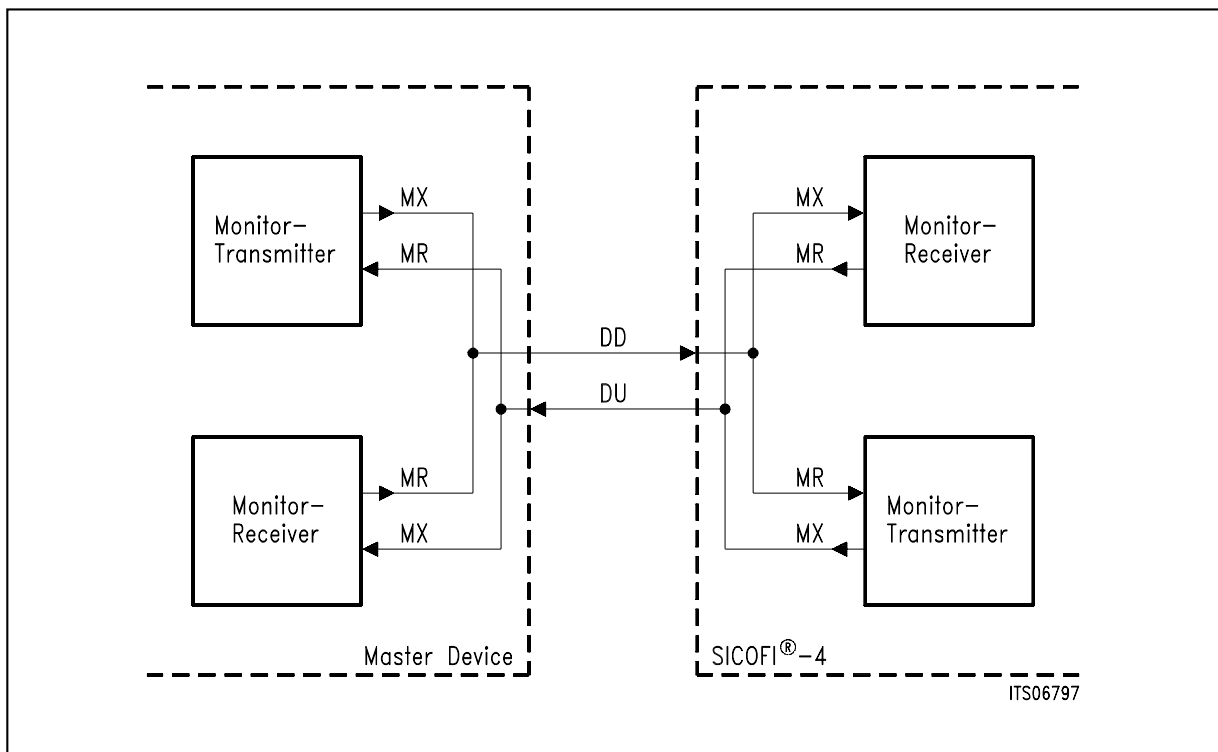 Monitor-
Transmitter
MX
MR
MX
MR
Monitor-
Receiver
DD
DU
Monitor-
Receiver
MR
MX
MR
MX
Monitor-
Transmitter
Master Device
SICOFI®-4
ITS06797